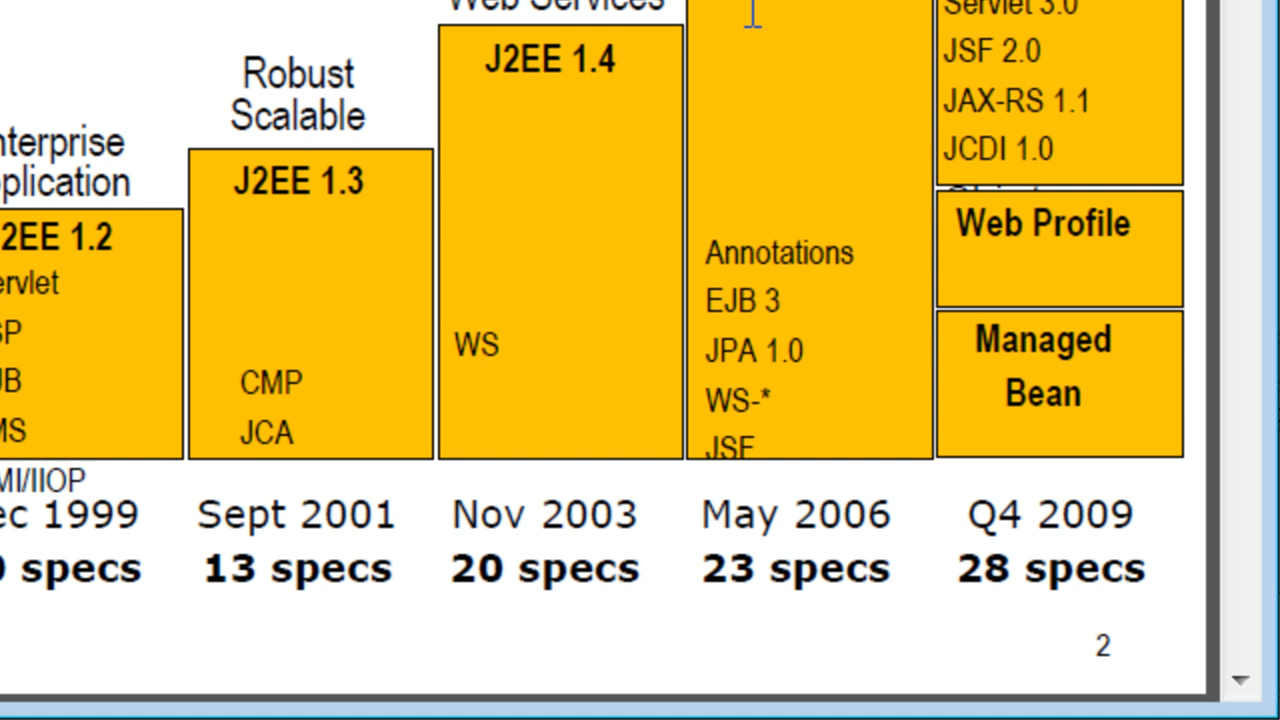 Web Services
Servlet 3.0
J2EE 1.4
JSF 2.0
Robust
Scalable
JAX-RS 1.1
nterprise
plication
JCDI 1.0
J2EE 1.3
2EE 1.2
Web Profile
Annotations
ervlet
EJB 3
SP
WS
JPA 1.0
Managed
Bean
UB
CMP
WS-*
MS
JCA
JSF
MI/IIOP
ec 1999
Sept 2001
Nov 2003
May 2006
Q4 2009
0 specs
13 specs
20 specs
23 specs
28 specs
2